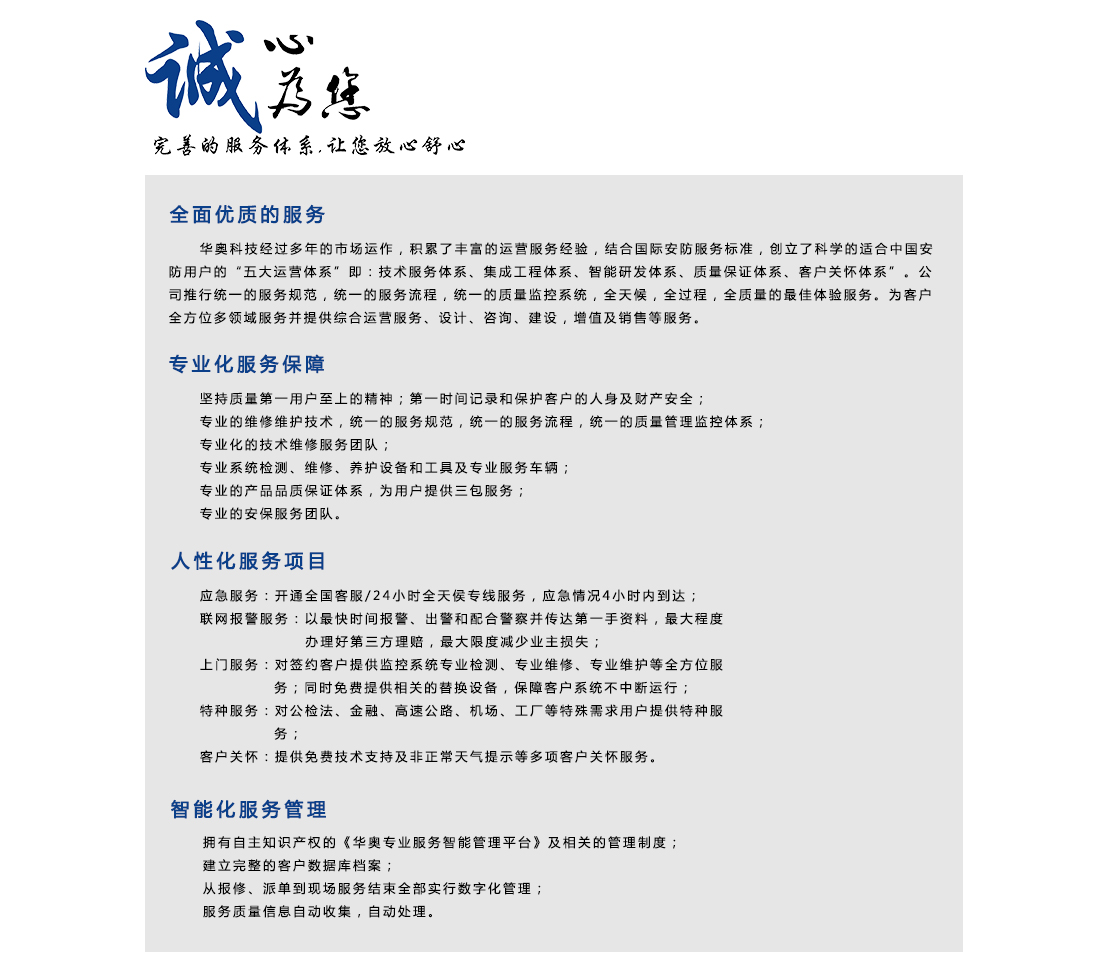 誠心
為您
完善的服务体系,让您放心舒心
全面优质的服务
华奥科技经过多年的市场运作，积累了丰富的运营服务经验，结合国际安防服务标准，创立了科学的适合中国安
防用户的“五大运营体系”即：技术服务体系、集成工程体系、智能研发体系、质量保证体系、客户关怀体系”。公
司推行统一的服务规范，统一的服务流程，统一的质量监控系统，全天候，全过程，全质量的最佳体验服务。为客户
全方位多领域服务并提供综合运营服务、设计、咨询、建设，增值及销售等服务。
专业化服务保障
坚持质量第一用户至上的精神；第一时间记录和保护客户的人身及财产安全；
专业的维修维护技术，统一的服务规范，统一的服务流程，统一的质量管理监控体系；
专业化的技术维修服务团队；
专业系统检测、维修、养护设备和工具及专业服务车辆；
专业的产品品质保证体系，为用户提供三包服务；
专业的安保服务团队。
人性化服务项目
应急服务：开通全国客服/24小时全天侯专线服务，应急情况4小时内到达；
联网报警服务：以最快时间报警、出警和配合警察并传达第一手资料，最大程度
办理好第三方理赔，最大限度减少业主损失；
上门服务：对签约客户提供监控系统专业检测、专业维修、专业维护等全方位服
务；同时免费提供相关的替换设备，保障客户系统不中断运行；
特种服务：对公检法、金融、高速公路、机场、工厂等特殊需求用户提供特种服
务；
客户关怀：提供免费技术支持及非正常天气提示等多项客户关怀服务。
智能化服务管理
拥有自主知识产权的《华奥专业服务智能管理平台》及相关的管理制度；
建立完整的客户数据库档案；
从报修、派单到现场服务结束全部实行数字化管理；
服务质量信息自动收集，自动处理。